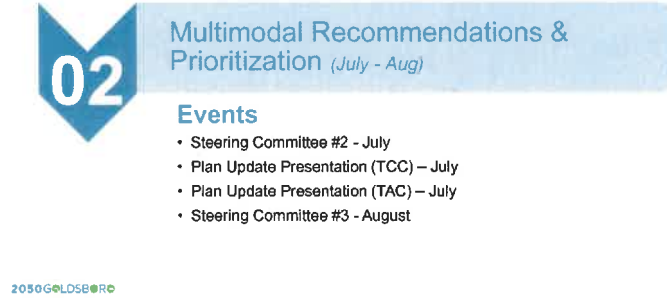 02
Multimodal Recommendations &
Prioritization (July - Aug)
Events
• Steering Committee #2 - July
• Plan Update Presentation (TCC) – July
• Plan Update Presentation (TAC) – July
• Steering Committee #3 - August
2050GOLDSBORO